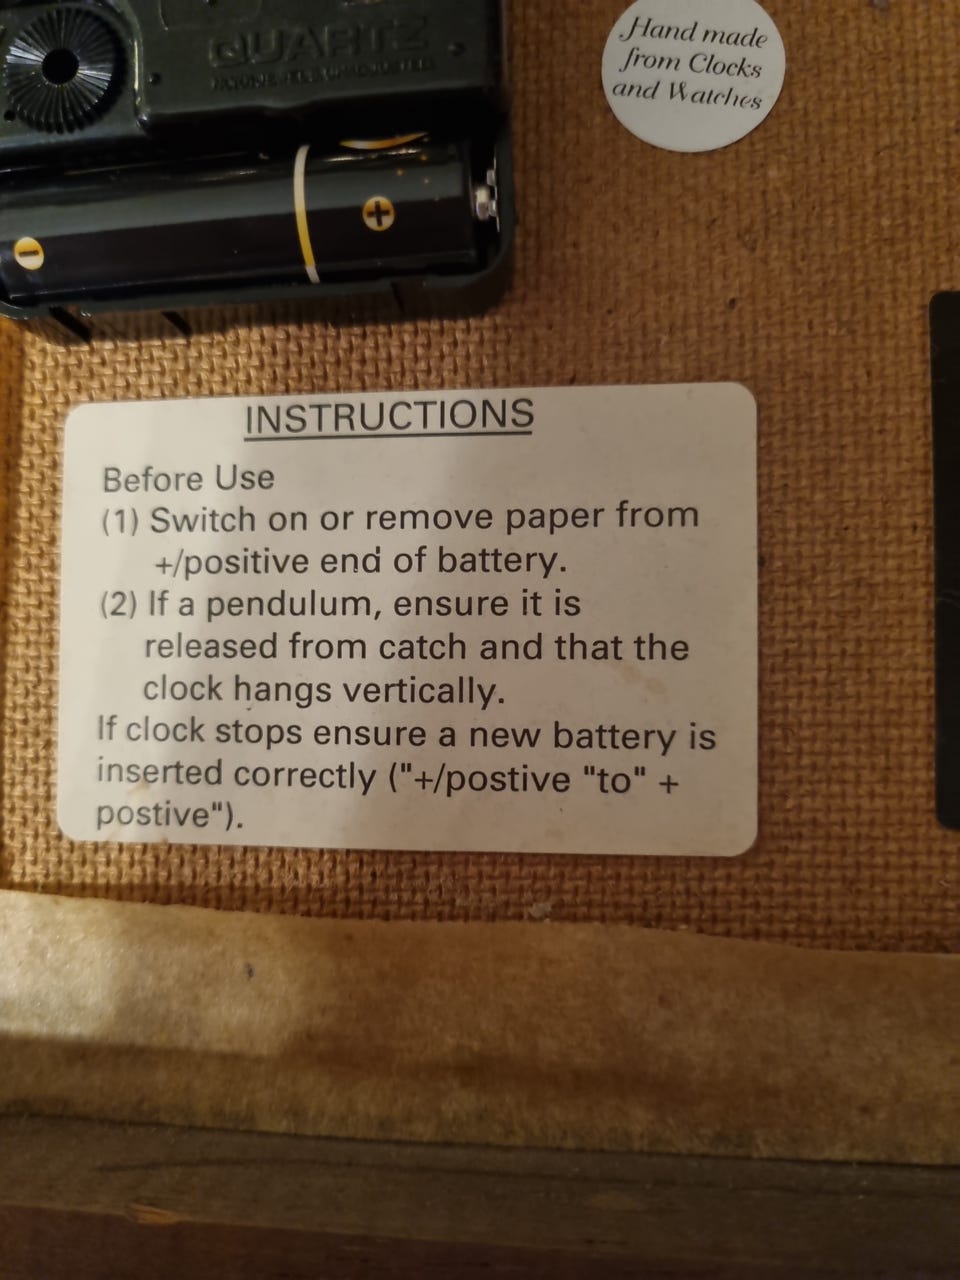 QUARTZ
Hand made
from Clocks
and Watches
+
-
INSTRUCTIONS
Before Use
(1) Switch on or remove paper from
+/positive end of battery.
(2) If a pendulum, ensure it is
released from catch and that the
clock hangs vertically.
If clock stops ensure a new battery is
inserted correctly ("+/postive "to" +
postive").